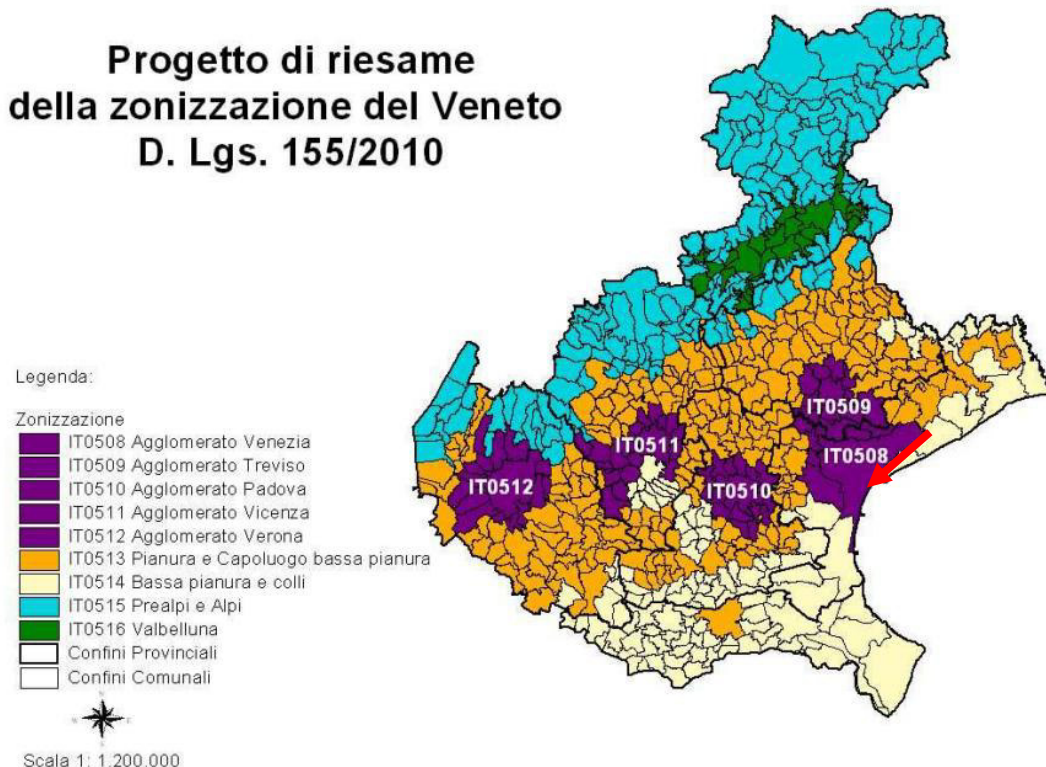 Progetto di riesame
della zonizzazione del Veneto
D. Lgs. 155/2010
IT0509
IT0511
IT0508
IT0512
IT0510
Legenda:
Zonizzazione
IT0508 Agglomerato Venezia
IT0509 Agglomerato Treviso
IT0510 Agglomerato Padova
IT0511 Agglomerato Vicenza
IT0512 Agglomerato Verona
IT0513 Pianura e Capoluogo bassa pianura
IT0514 Bassa pianura e colli
IT0515 Prealpi e Alpi
IT0516 Valbelluna
Confini Provinciali
Confini Comunali
Scala 1: 1.200.000